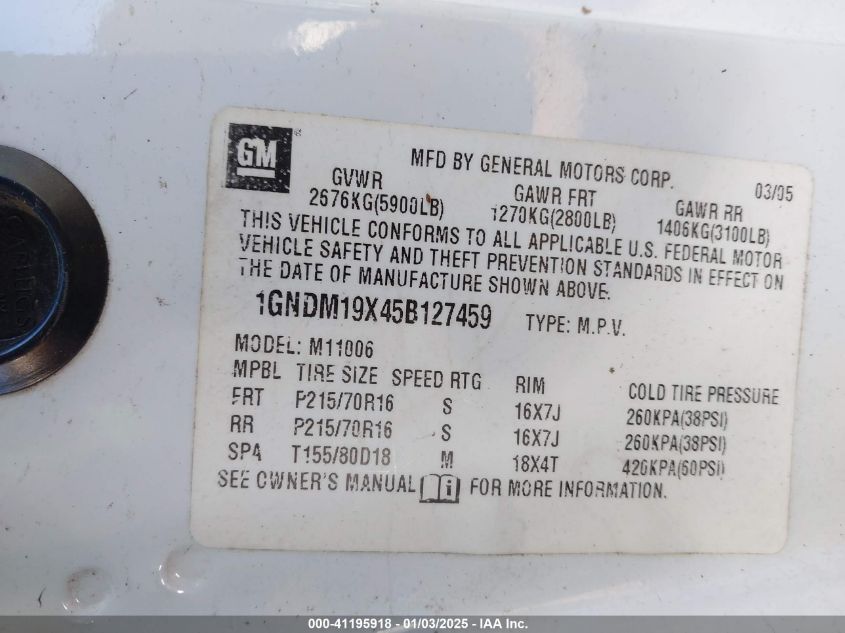 GM
MFD BY GENERAL MOTORS CORP. 03/05
GVWR GAWR FRT GAWR RR
2676KG(5900LB) 1270KG(2800LB) 1406KG(3100LB)
THIS VEHICLE CONFORMS TO ALL APPLICABLE U.S. FEDERAL MOTOR
VEHICLE SAFETY AND THEFT PREVENTION STANDARDS IN EFFECT ON
THE DATE OF MANUFACTURE SHOWN ABOVE.
1GNDM19X45B127459 TYPE: M.P.V.
MODEL: M11006
MPBL TIRE SIZE SPEED RTG RIM COLD TIRE PRESSURE
FRT P215/70R16 S 16X7J 260KPA(38PSI)
RR P215/70R16 S 16X7J 260KPA(38PSI)
SPA T155/80D18 M 18X4T 420KPA(60PSI)
SEE OWNER'S MANUAL i FOR MORE INFORMATION.
CAPLUGS
000-41195918 - 01/03/2025 - IAA Inc.